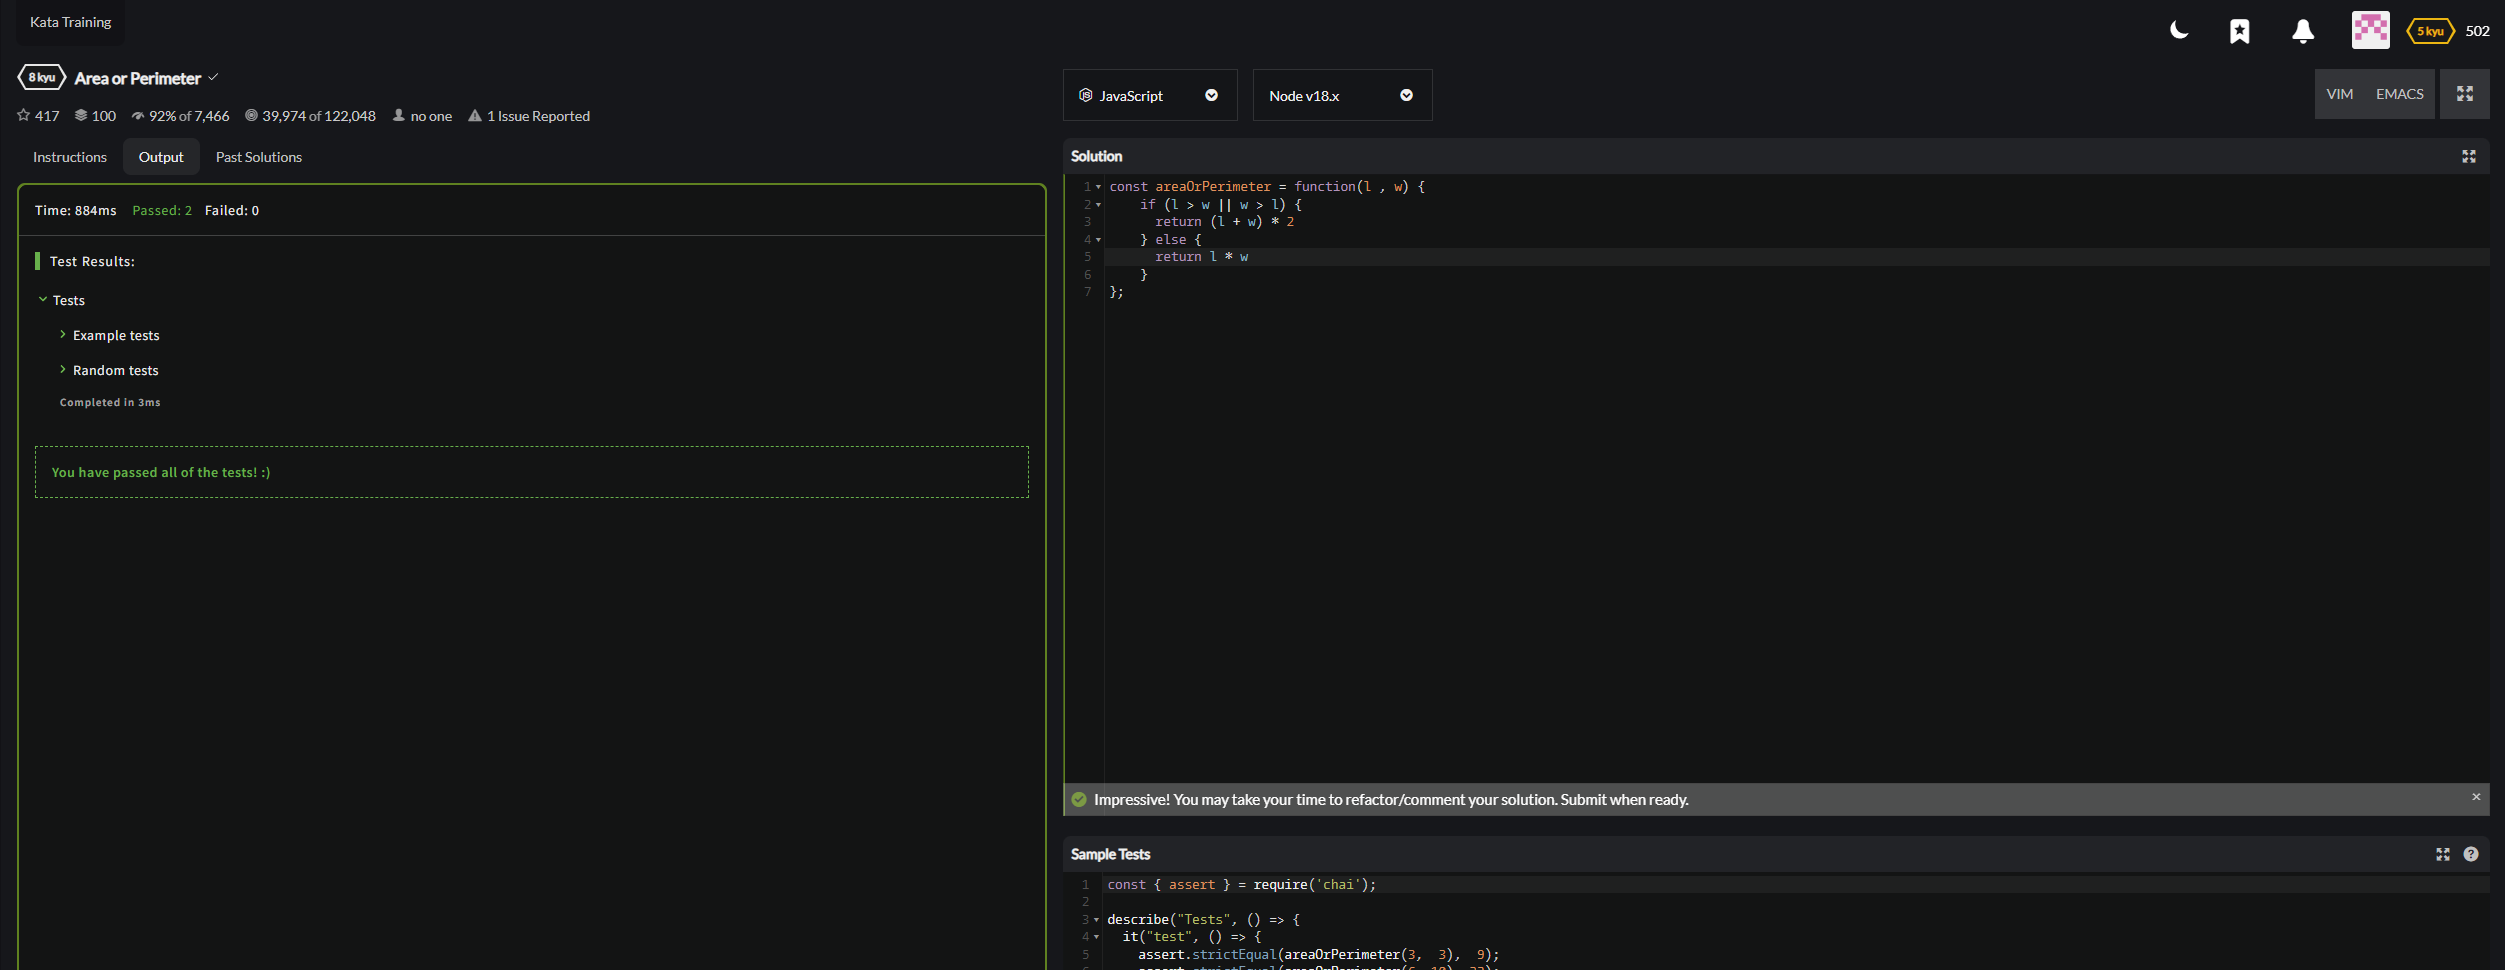 Kata Training
5 kyu 502
8 kyu Area or Perimeter
417 100 92% of 7,466 39,974 of 122,048 no one 1 Issue Reported
Instructions Output Past Solutions
Time: 884ms Passed: 2 Failed: 0
Test Results:
Tests
Example tests
Random tests
Completed in 3ms
You have passed all of the tests! :)
JavaScript Node v18.x VIM EMACS
Solution
1 const areaOrPerimeter = function(l , w) {
2 if (l > w || w > l) {
3 return (l + w) * 2
4 } else {
5 return l * w
6 }
7 };
Impressive! You may take your time to refactor/comment your solution. Submit when ready. ×
Sample Tests ?
1 const { assert } = require('chai');
2
3 describe("Tests", () => {
4 it("test", () => {
5 assert.strictEqual(areaOrPerimeter(3, 3), 9);